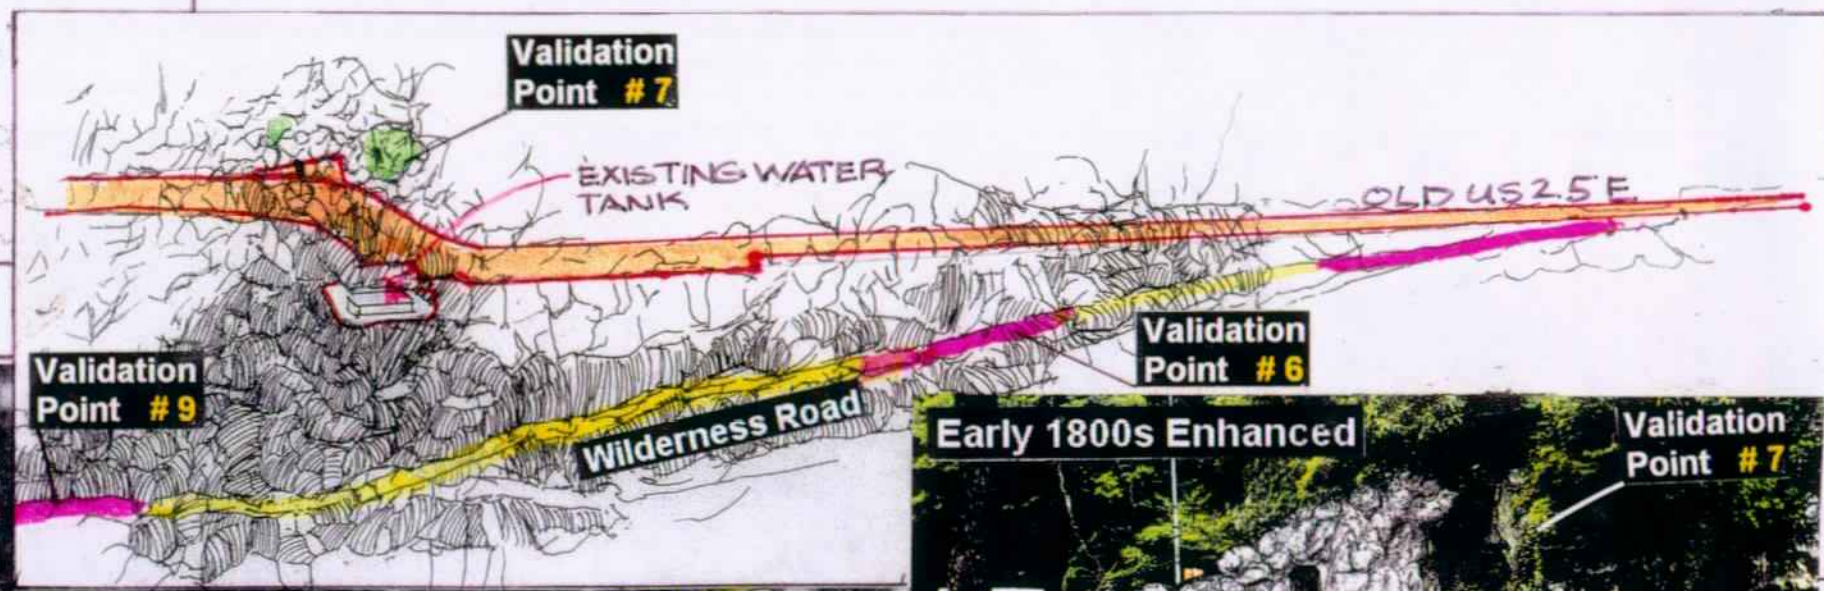 Validation
Point # 7
EXISTING WATER
TANK
OLD US 25 E
Validation
Point # 6
Validation
Point # 9
Wilderness Road
Early 1800s Enhanced
Validation
Point # 7